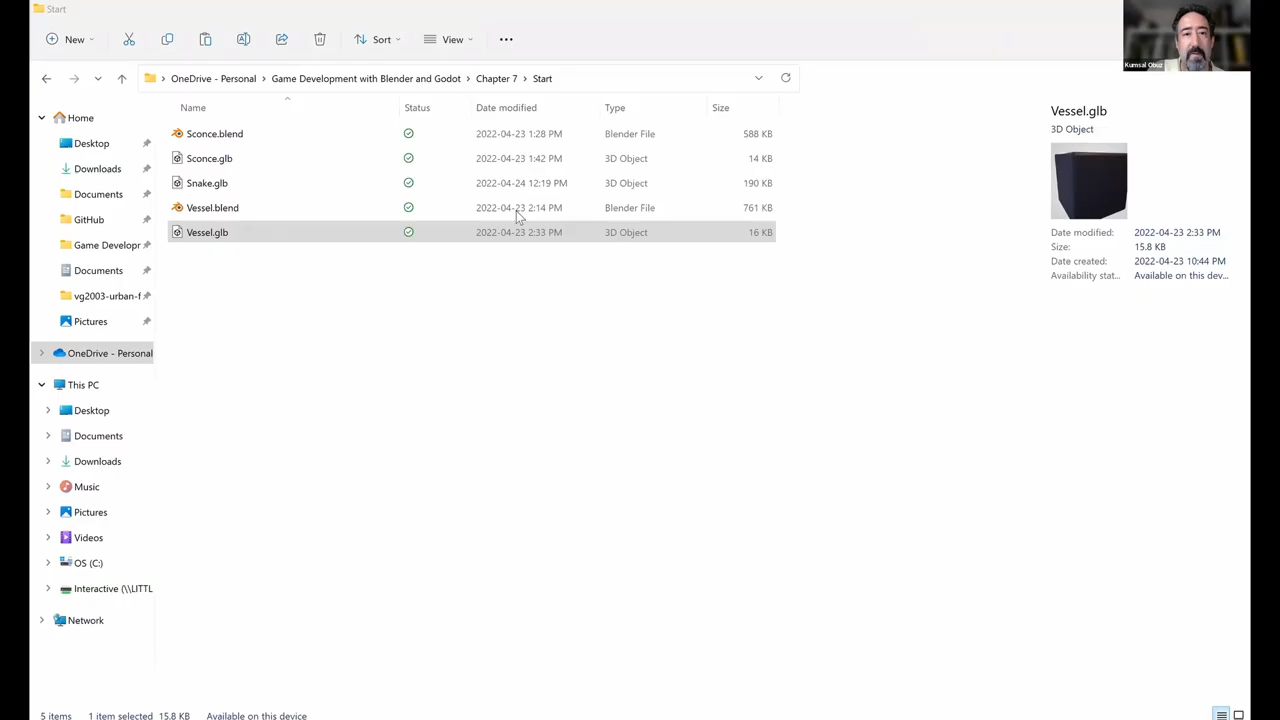 Start
New
Sort
View
OneDrive - Personal
Game Development with Blender and Godot
Chapter 7
Start
Kumsal Obuz
Home
Desktop
Downloads
Documents
GitHub
Game Developr
Documents
vg2003-urban-f
Pictures
OneDrive - Personal
This PC
Desktop
Documents
Downloads
Music
Pictures
Videos
OS (C:)
Interactive (\\LITTL
Network
Name Status Date modified Type Size
Sconce.blend 2022-04-23 1:28 PM Blender File 588 KB
Sconce.glb 2022-04-23 1:42 PM 3D Object 14 KB
Snake.glb 2022-04-24 12:19 PM 3D Object 190 KB
Vessel.blend 2022-04-23 2:14 PM Blender File 761 KB
Vessel.glb 2022-04-23 2:33 PM 3D Object 16 KB
Vessel.glb
3D Object
Date modified: 2022-04-23 2:33 PM
Size: 15.8 KB
Date created: 2022-04-23 10:44 PM
Availability stat... Available on this dev...
5 items 1 item selected 15.8 KB Available on this device